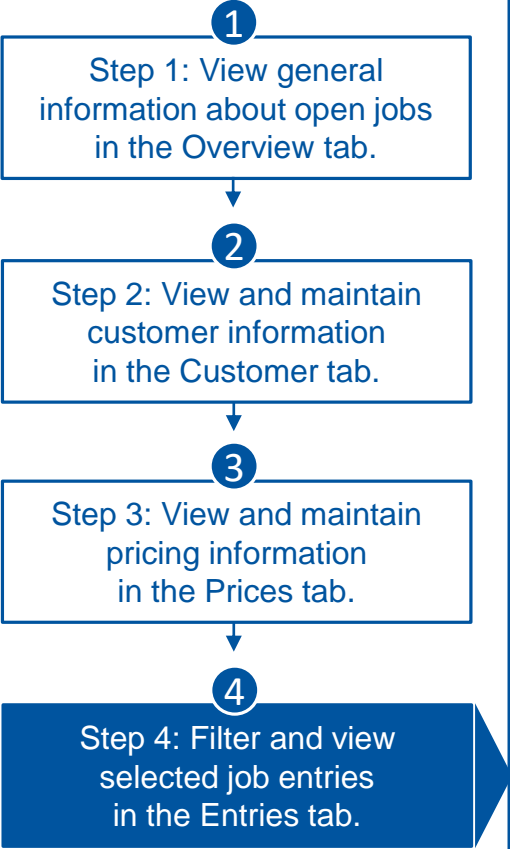 1
Step 1: View general
information about open jobs
in the Overview tab.
2
Step 2: View and maintain
customer information
in the Customer tab.
3
Step 3: View and maintain
pricing information
in the Prices tab.
4
Step 4: Filter and view
selected job entries
in the Entries tab.